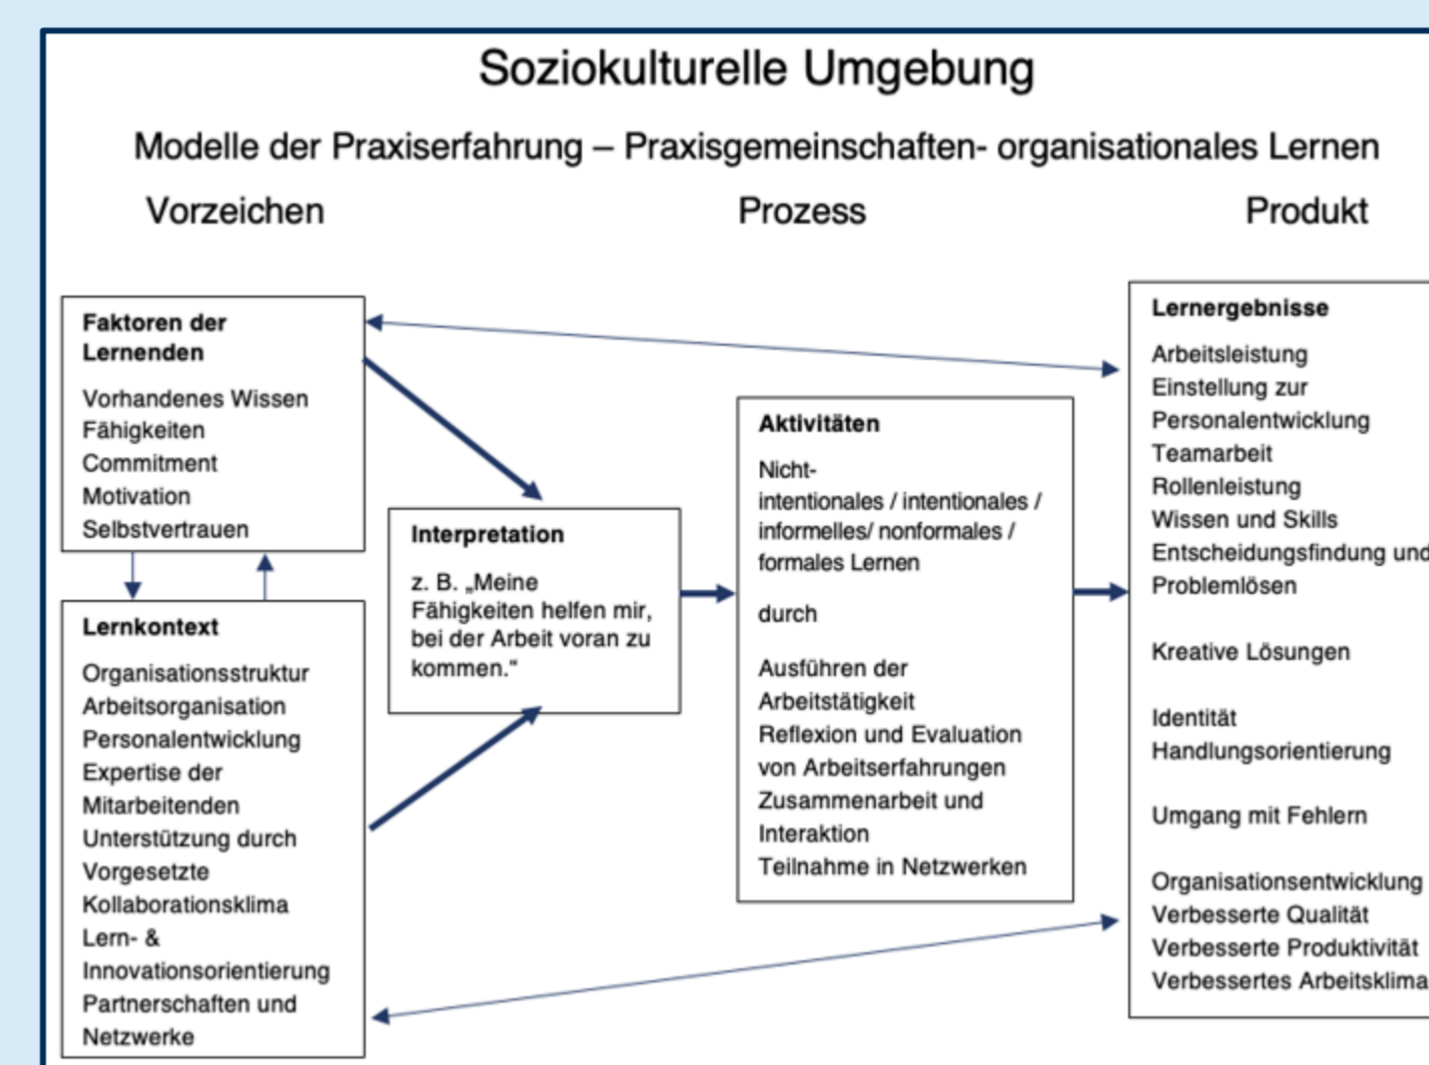 Soziokulturelle Umgebung
Modelle der Praxiserfahrung – Praxisgemeinschaften- organisationales Lernen
Vorzeichen
Prozess
Produkt
Faktoren der
Lernenden
Vorhandenes Wissen
Fähigkeiten
Commitment
Motivation
Selbstvertrauen
Lernkontext
Organisationsstruktur
Arbeitsorganisation
Personalentwicklung
Expertise der
Mitarbeitenden
Unterstützung durch
Vorgesetzte
Kollaborationsklima
Lern- &
Innovationsorientierung
Partnerschaften und
Netzwerke
Interpretation
z. B. „Meine
Fähigkeiten helfen mir,
bei der Arbeit voran zu
kommen.“
Aktivitäten
Nicht-
intentionales / intentionales /
informelles/ nonformales /
formales Lernen
durch
Ausführen der
Arbeitstätigkeit
Reflexion und Evaluation
von Arbeitserfahrungen
Zusammenarbeit und
Interaktion
Teilnahme in Netzwerken
Lernergebnisse
Arbeitsleistung
Einstellung zur
Personalentwicklung
Teamarbeit
Rollenleistung
Wissen und Skills
Entscheidungsfindung und
Problemlösen
Kreative Lösungen
Identität
Handlungsorientierung
Umgang mit Fehlern
Organisationsentwicklung
Verbesserte Qualität
Verbesserte Produktivität
Verbessertes Arbeitsklima